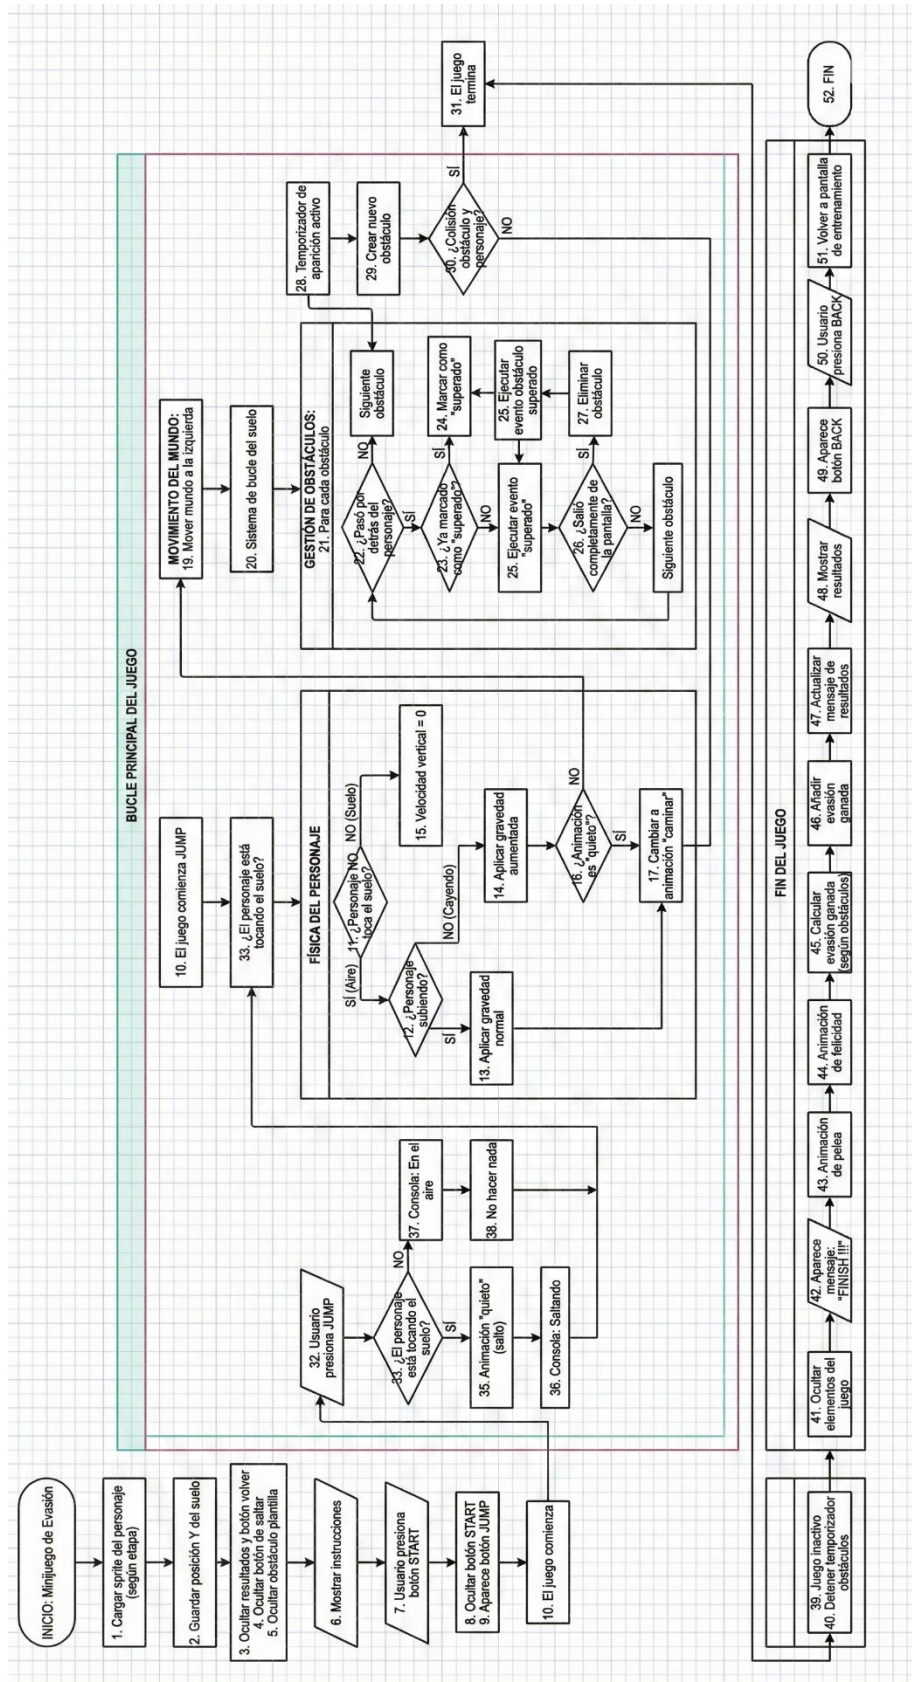 INICIO: Minijuego de Evasión
1. Cargar sprite del personaje
(según etapa)
2. Guardar posición Y del suelo
3. Ocultar resultados y botón volver
4. Ocultar botón de saltar
5. Ocultar obstáculo plantilla
6. Mostrar instrucciones
7. Usuario presiona
botón START
8. Ocultar botón START
9. Aparece botón JUMP
10. El juego comienza
BUCLE PRINCIPAL DEL JUEGO
32. Usuario
presiona JUMP
33. ¿El personaje
está tocando el
suelo?
NO
SÍ
37. Consola: En el
aire
38. No hacer nada
35. Animación "quieto"
(salto)
36. Consola: Saltando
10. El juego comienza JUMP
33. ¿El personaje está
tocando el suelo?
FÍSICA DEL PERSONAJE
11. ¿Personaje NO
toca el suelo?
SÍ (Aire)
NO (Suelo)
12. ¿Personaje
subiendo?
SÍ
NO (Cayendo)
13. Aplicar gravedad
normal
14. Aplicar gravedad
aumentada
15. Velocidad vertical = 0
16. ¿Animación
es "quieto"?
NO
SÍ
17. Cambiar a
animación "caminar"
MOVIMIENTO DEL MUNDO:
19. Mover mundo a la izquierda
20. Sistema de bucle del suelo
GESTIÓN DE OBSTÁCULOS:
21. Para cada obstáculo
22. ¿Pasó por
detrás del
personaje?
NO
SÍ
Siguiente
obstáculo
23. ¿Ya marcado
como "superado"?
SÍ
NO
24. Marcar como
"superado"
25. Ejecutar evento
"superado"
25. Ejecutar
evento obstáculo
superado
26. ¿Salió
completamente de
la pantalla?
SÍ
NO
27. Eliminar
obstáculo
Siguiente obstáculo
28. Temporizador de
aparición activo
29. Crear nuevo
obstáculo
30. ¿Colisión
obstáculo y
personaje?
SÍ
NO
31. El juego
termina
39. Juego inactivo
40. Detener temporizador
obstáculos
FIN DEL JUEGO
41. Ocultar
elementos del
juego
42. Aparece
mensaje:
"FINISH !!!"
43. Animación
de pelea
44. Animación
de felicidad
45. Calcular
evasión ganada
(según obstáculos)
46. Añadir
evasión
ganada
47. Actualizar
mensaje de
resultados
48. Mostrar
resultados
49. Aparece
botón BACK
50. Usuario
presiona BACK
51. Volver a pantalla
de entrenamiento
52. FIN